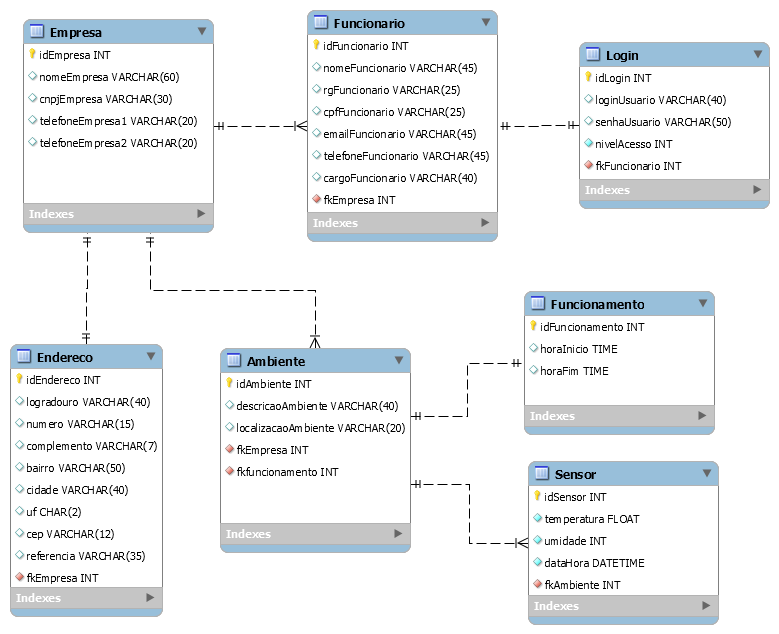 Empresa
idEmpresa INT
nomeEmpresa VARCHAR(60)
cnpjEmpresa VARCHAR(30)
telefoneEmpresa1 VARCHAR(20)
telefoneEmpresa2 VARCHAR(20)
Indexes
Funcionario
idFuncionario INT
nomeFuncionario VARCHAR(45)
rgFuncionario VARCHAR(25)
cpfFuncionario VARCHAR(25)
emailFuncionario VARCHAR(45)
telefoneFuncionario VARCHAR(45)
cargoFuncionario VARCHAR(40)
fkEmpresa INT
Indexes
Login
idLogin INT
loginUsuario VARCHAR(40)
senhaUsuario VARCHAR(50)
nivelAcesso INT
fkFuncionario INT
Indexes
Endereco
idEndereco INT
logradouro VARCHAR(40)
numero VARCHAR(15)
complemento VARCHAR(7)
bairro VARCHAR(50)
cidade VARCHAR(40)
uf CHAR(2)
cep VARCHAR(12)
referencia VARCHAR(35)
fkEmpresa INT
Indexes
Ambiente
idAmbiente INT
descricaoAmbiente VARCHAR(40)
localizacaoAmbiente VARCHAR(20)
fkEmpresa INT
fkfuncionamento INT
Indexes
Funcionamento
idFuncionamento INT
horaInicio TIME
horaFim TIME
Indexes
Sensor
idSensor INT
temperatura FLOAT
umidade INT
dataHora DATETIME
fkAmbiente INT
Indexes